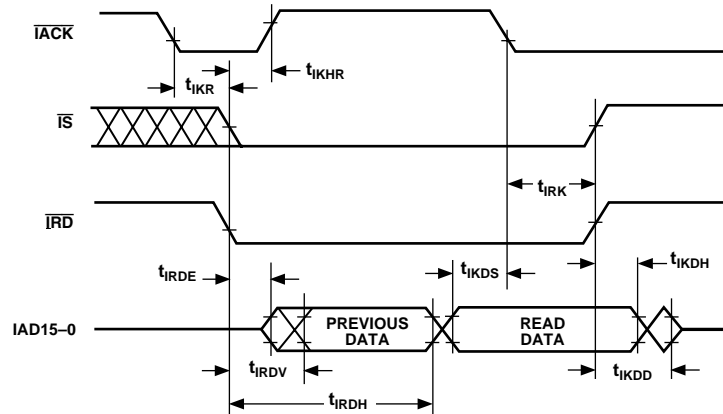 IACK
tIKHR
tIKR
IS
tIRK
IRD
tIRDE
tIKDS
tIKDH
IAD15–0
PREVIOUS
DATA
READ
DATA
tIRDV
tIKDD
tIRDH